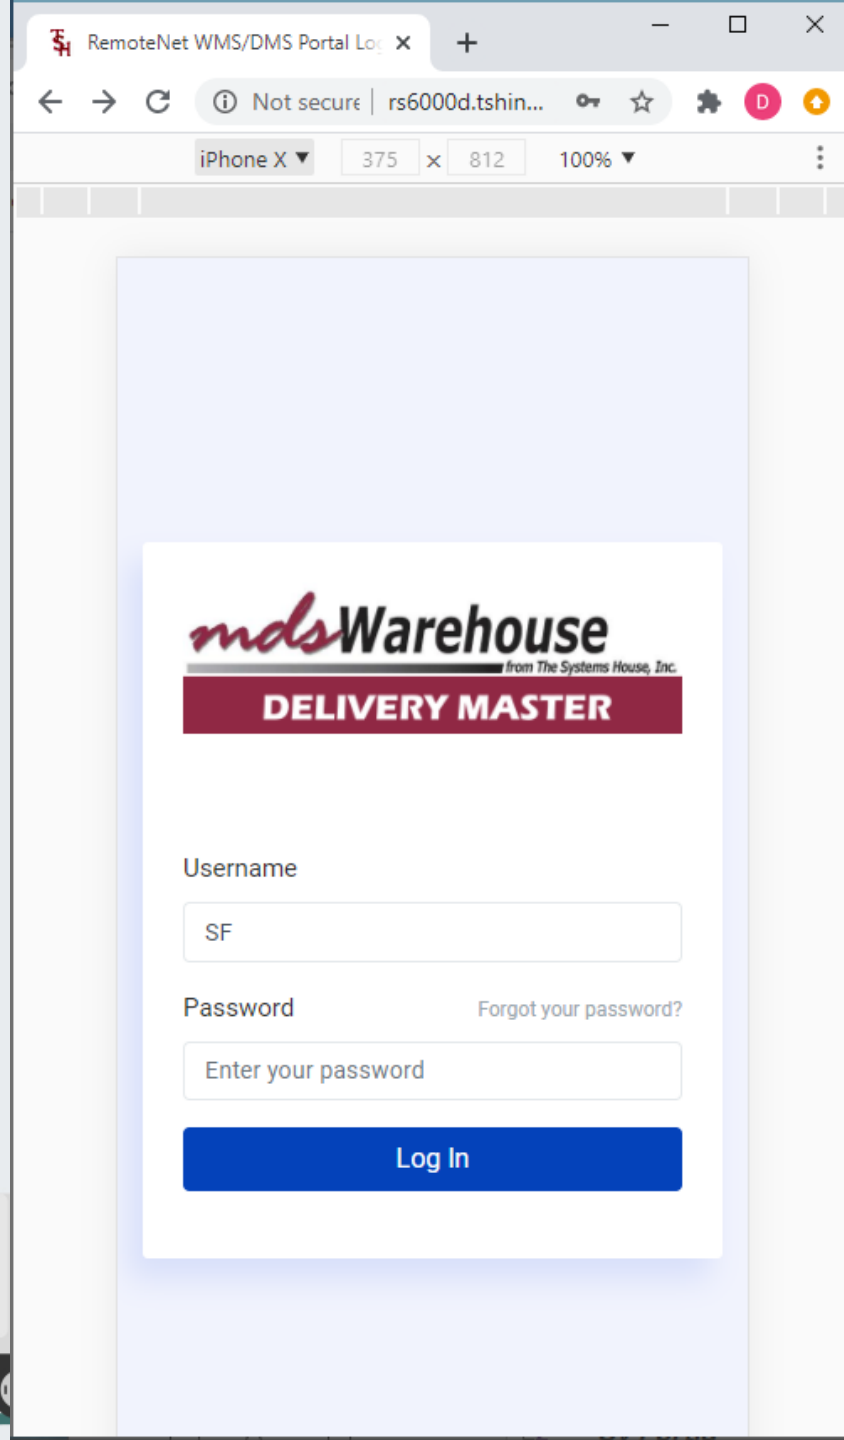 RemoteNet WMS/DMS Portal Lo
Not secure rs6000d.tshin...
D
iPhone X 375 x 812 100%
mdsWarehouse
from The Systems House, Inc.
DELIVERY MASTER
Username
SF
Password Forgot your password?
Enter your password
Log In